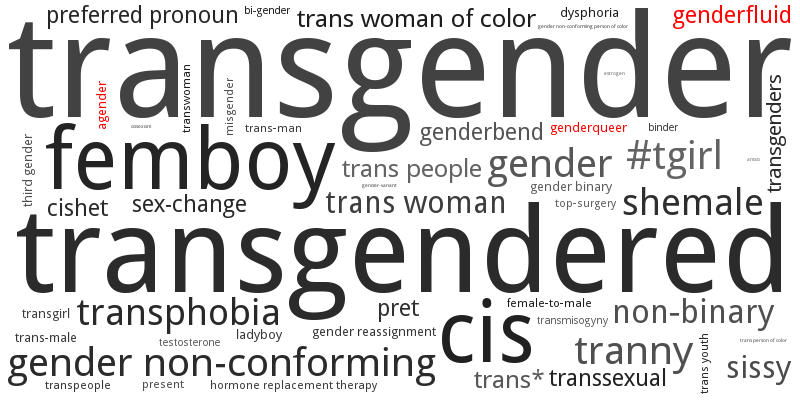 preferred pronoun
bi-gender
trans woman of color
dysphoria
gender non-conforming person of color
genderfluid
transgender
agender
transwoman
misgender
estrogen
transgenders
trans-man
genderbend
genderqueer
binder
third gender
femboy
trans people
gender
#tgirl
gender-variant
gender binary
cishet
sex-change
trans woman
top-surgery
shemale
transgendered
transgirl
transphobia
pret
cis
female-to-male
transmisogyny
non-binary
trans-male
testosterone
ladyboy
gender reassignment
tranny
trans youth
trans person of color
gender non-conforming
sissy
transpeople
present
hormone replacement therapy
trans*
transsexual